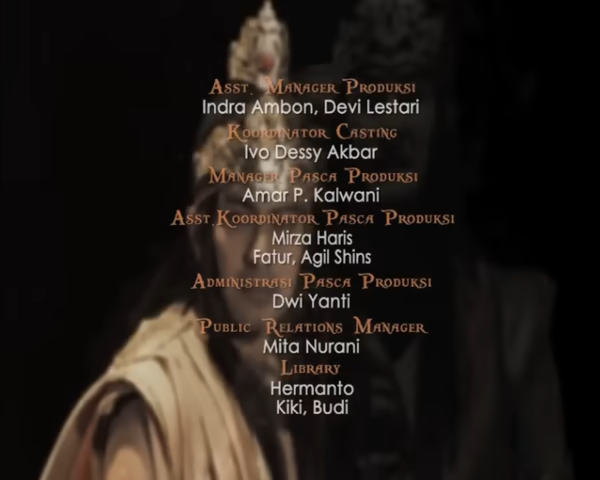 Asst. Manager Produksi
Indra Ambon, Devi Lestari
Koordinator Casting
Ivo Dessy Akbar
Manager Pasca Produksi
Amar P. Kalwani
Asst.Koordinator Pasca Produksi
Mirza Haris
Fatur, Agil Shins
Administrasi Pasca Produksi
Dwi Yanti
Public Relations Manager
Mita Nurani
Library
Hermanto
Kiki, Budi